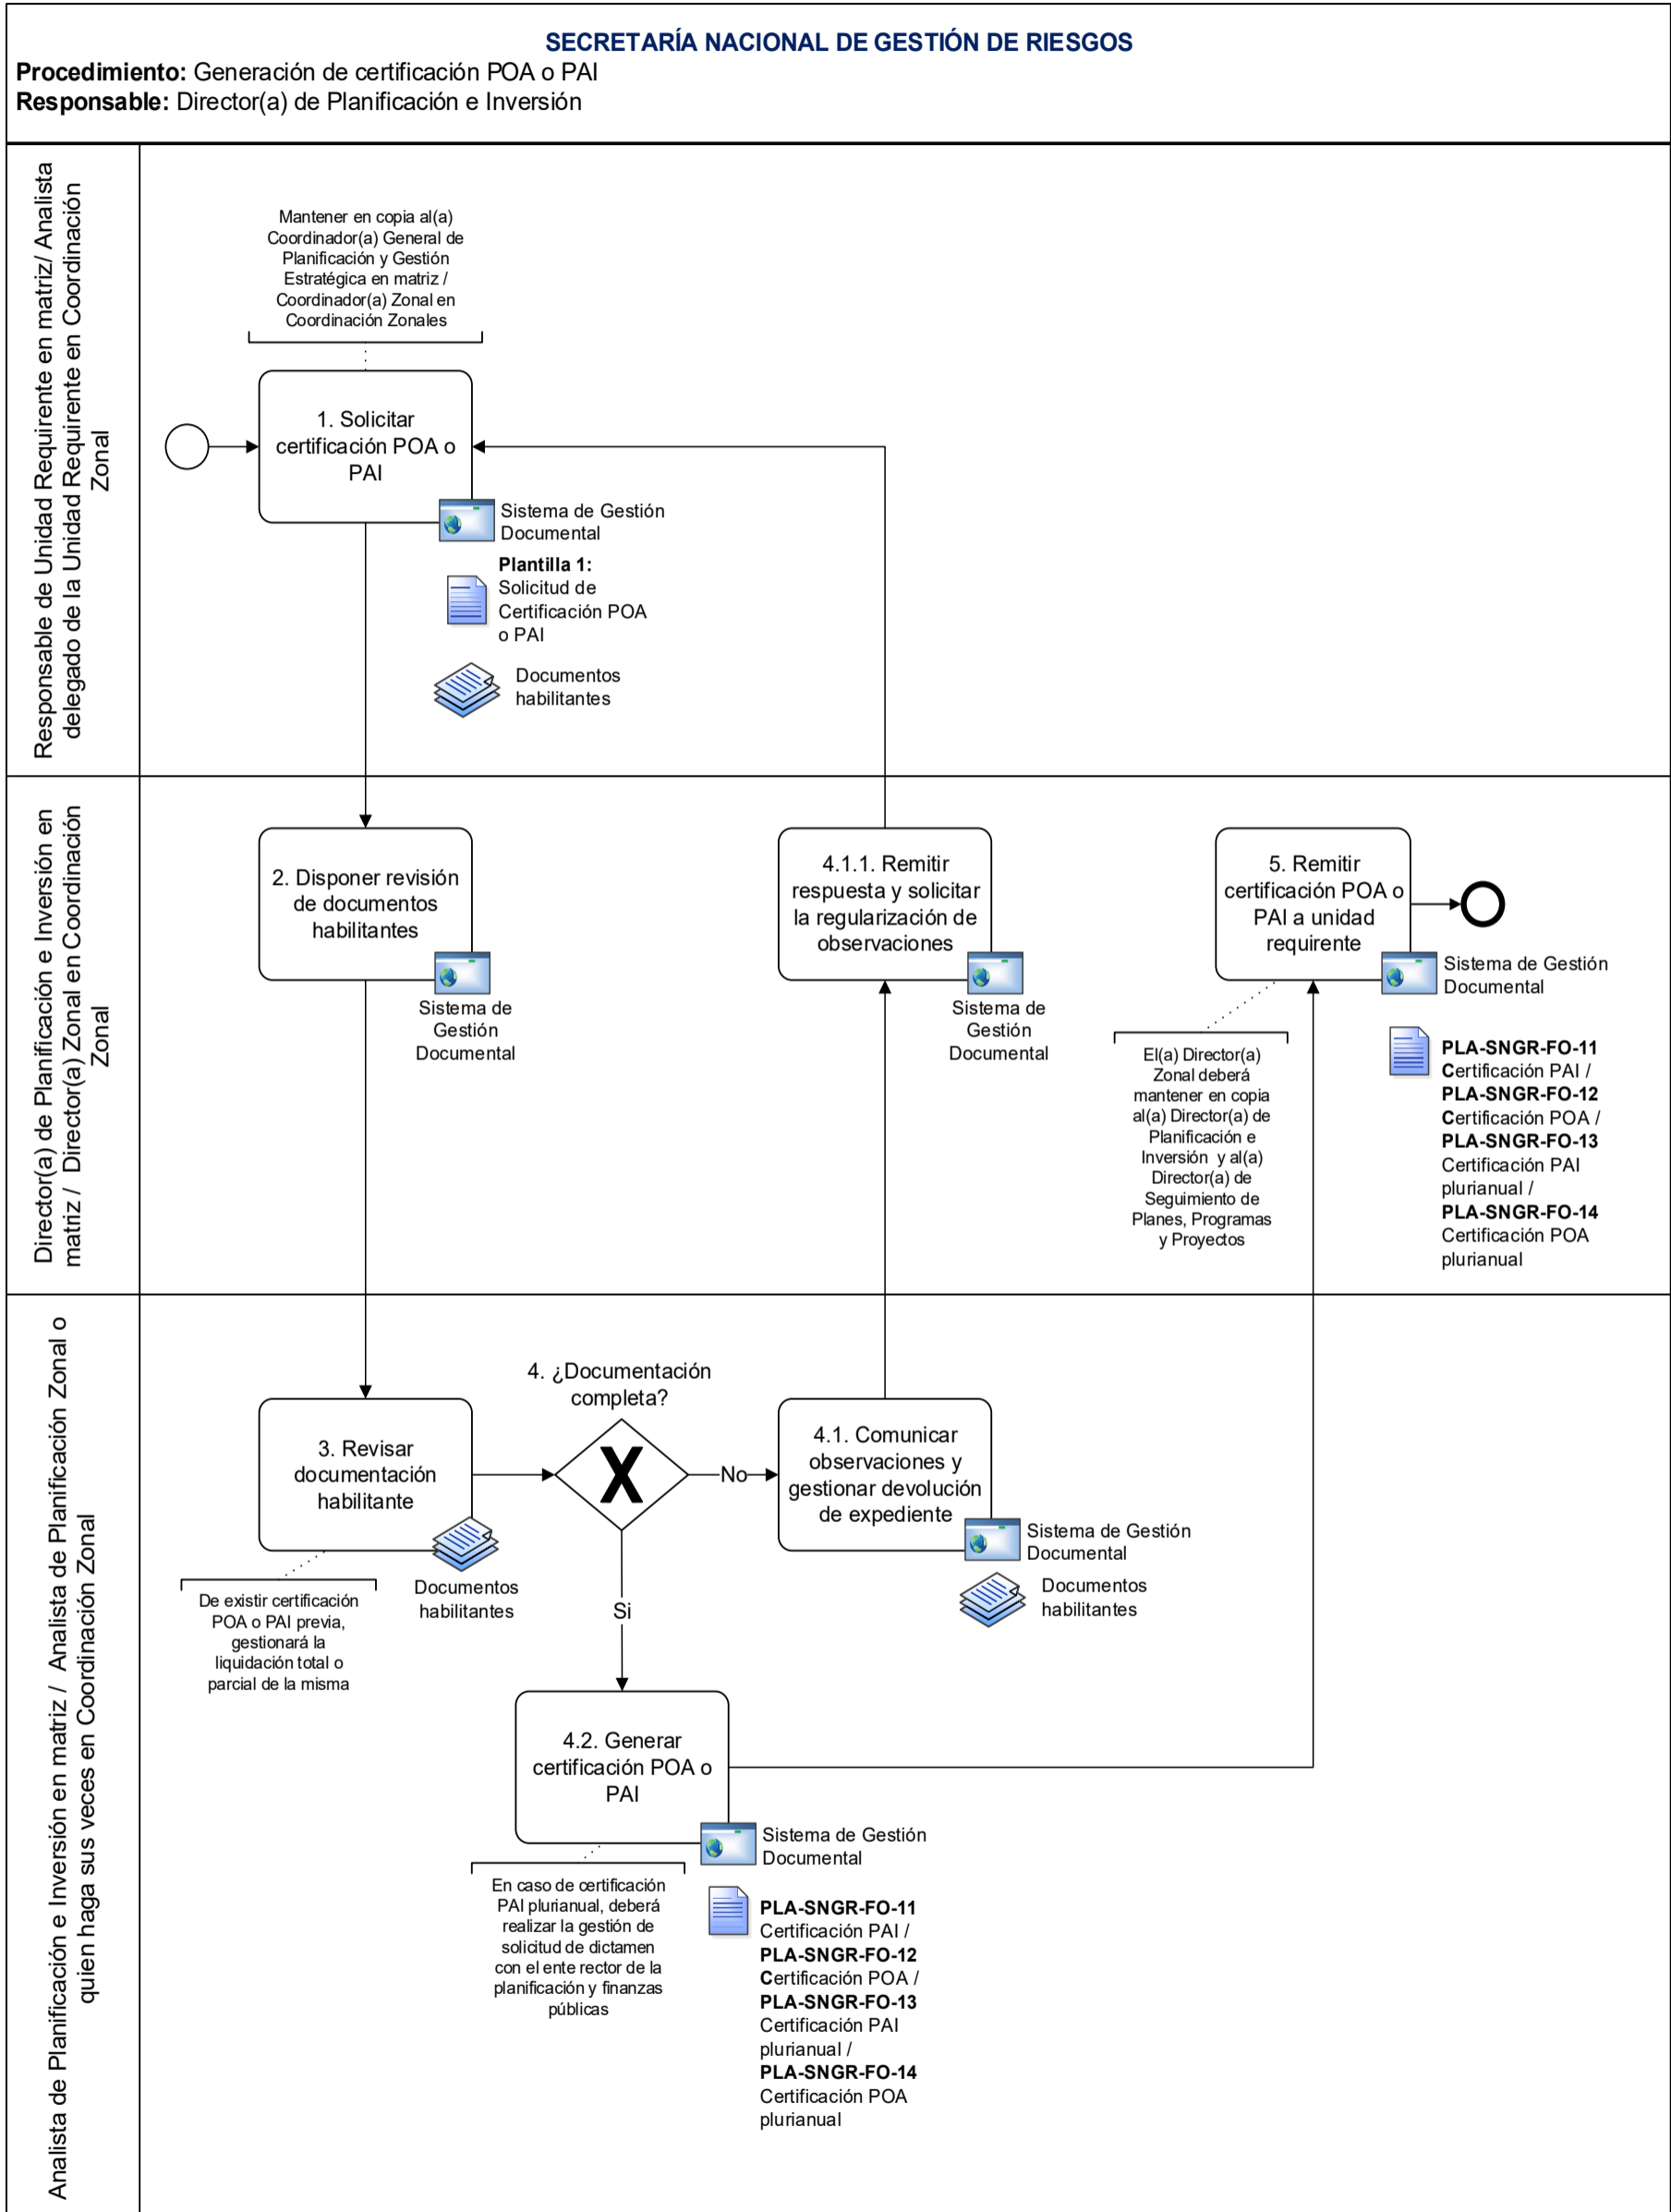 SECRETARÍA NACIONAL DE GESTIÓN DE RIESGOS
Procedimiento: Generación de certificación POA o PAI
Responsable: Director(a) de Planificación e Inversión
Responsable de Unidad Requirente en matriz/ Analista
delegado de la Unidad Requirente en Coordinación
Zonal
Mantener en copia al(a)
Coordinador(a) General de
Planificación y Gestión
Estratégica en matriz /
Coordinador(a) Zonal en
Coordinación Zonales
1. Solicitar
certificación POA o
PAI
Sistema de Gestión
Documental
Plantilla 1:
Solicitud de
Certificación POA
o PAI
Documentos
habilitantes
Director(a) de Planificación e Inversión en
matriz / Director(a) Zonal en Coordinación
Zonal
2. Disponer revisión
de documentos
habilitantes
Sistema de
Gestión
Documental
4.1.1. Remitir
respuesta y solicitar
la regularización de
observaciones
Sistema de
Gestión
Documental
5. Remitir
certificación POA o
PAI a unidad
requirente
Sistema de Gestión
Documental
El(a) Director(a)
Zonal deberá
mantener en copia
al(a) Director(a) de
Planificación e
Inversión y al(a)
Director(a) de
Seguimiento de
Planes, Programas
y Proyectos
PLA-SNGR-FO-11
Certificación PAI /
PLA-SNGR-FO-12
Certificación POA /
PLA-SNGR-FO-13
Certificación PAI
plurianual /
PLA-SNGR-FO-14
Certificación POA
plurianual
Analista de Planificación e Inversión en matriz / Analista de Planificación Zonal o
quien haga sus veces en Coordinación Zonal
3. Revisar
documentación
habilitante
Documentos
habilitantes
De existir certificación
POA o PAI previa,
gestionará la
liquidación total o
parcial de la misma
4. ¿Documentación
completa?
X
No
Si
4.1. Comunicar
observaciones y
gestionar devolución
de expediente
Sistema de Gestión
Documental
Documentos
habilitantes
4.2. Generar
certificación POA o
PAI
Sistema de Gestión
Documental
En caso de certificación
PAI plurianual, deberá
realizar la gestión de
solicitud de dictamen
con el ente rector de la
planificación y finanzas
públicas
PLA-SNGR-FO-11
Certificación PAI /
PLA-SNGR-FO-12
Certificación POA /
PLA-SNGR-FO-13
Certificación PAI
plurianual /
PLA-SNGR-FO-14
Certificación POA
plurianual